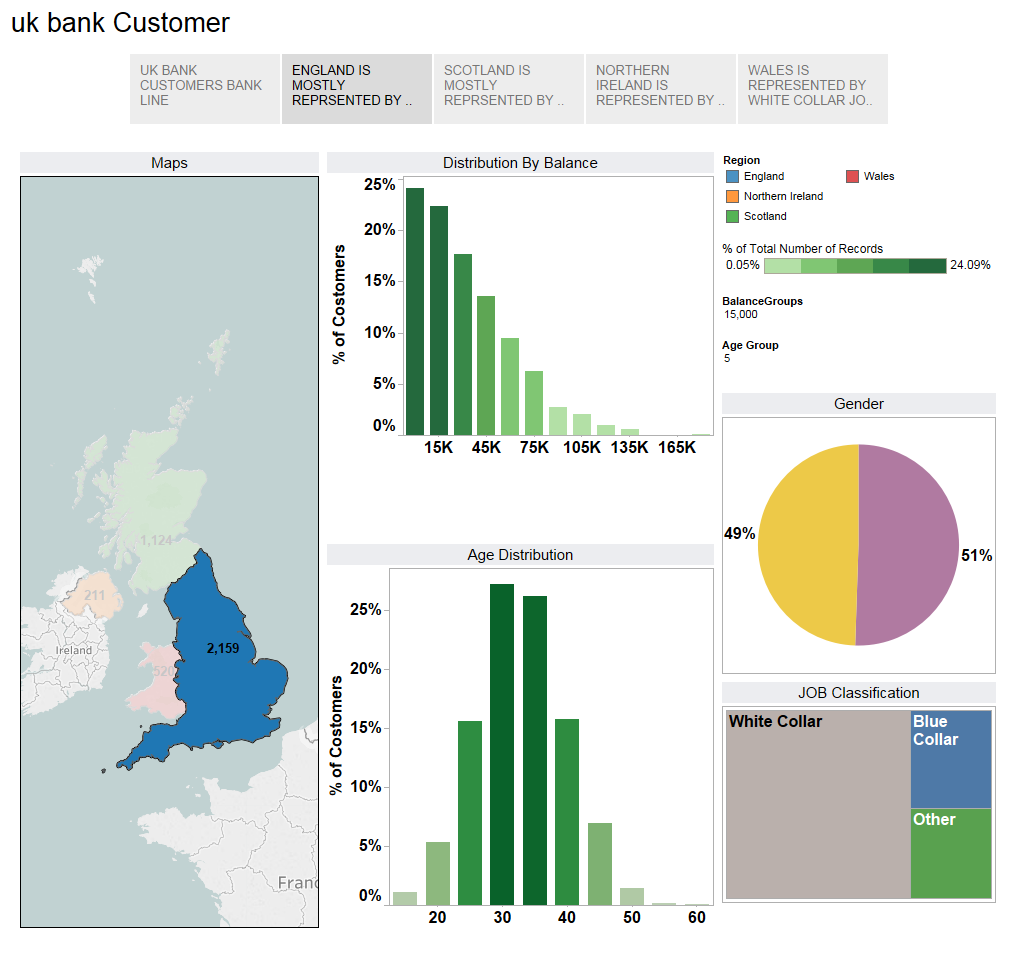 uk bank Customer
UK BANK
CUSTOMERS BANK
LINE
ENGLAND IS
MOSTLY
REPRSENTED BY ..
SCOTLAND IS
MOSTLY
REPRSENTED BY ..
NORTHERN
IRELAND IS
REPRESENTED BY ..
WALES IS
REPRESENTED BY
WHITE COLLAR JO..
Maps
1,124
211
Ireland
2,159
520
Franc
Distribution By Balance
% of Costomers
25%
20%
15%
10%
5%
0%
15K 45K 75K 105K 135K 165K
Age Distribution
% of Costomers
25%
20%
15%
10%
5%
0%
20 30 40 50 60
Region
England Wales
Northern Ireland
Scotland
% of Total Number of Records
0.05% 24.09%
BalanceGroups
15,000
Age Group
5
Gender
49%
51%
JOB Classification
White Collar
Blue
Collar
Other